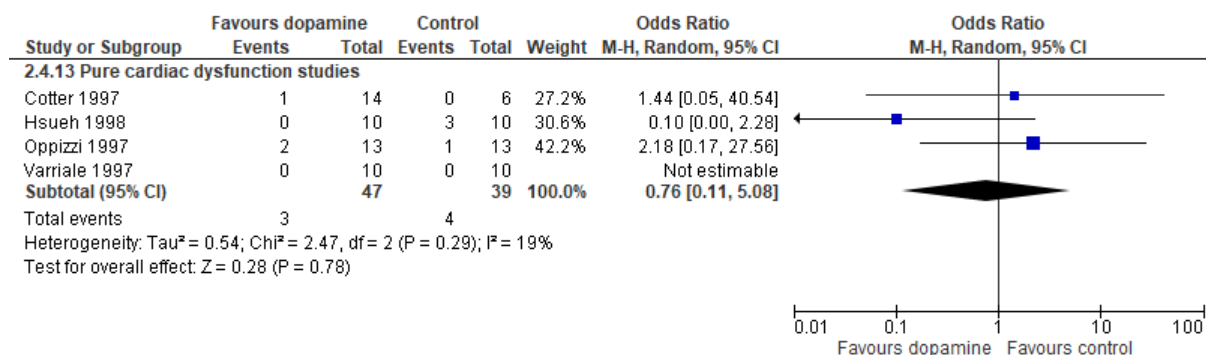 Favours dopamine Control Odds Ratio Odds Ratio
Study or Subgroup Events Total Events Total Weight M-H, Random, 95% CI M-H, Random, 95% CI
2.4.13 Pure cardiac dysfunction studies
Cotter 1997 1 14 0 6 27.2% 1.44 [0.05, 40.54]
Hsueh 1998 0 10 3 10 30.6% 0.10 [0.00, 2.28]
Oppizzi 1997 2 13 1 13 42.2% 2.18 [0.17, 27.56]
Varriale 1997 0 10 0 10 Not estimable
Subtotal (95% CI) 47 39 100.0% 0.76 [0.11, 5.08]
Total events 3 4
Heterogeneity: Tau² = 0.54; Chi² = 2.47, df = 2 (P = 0.29); I² = 19%
Test for overall effect: Z = 0.28 (P = 0.78)
0.01 0.1 1 10 100
Favours dopamine Favours control